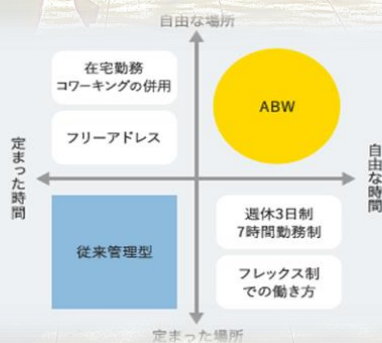 自由な場所
在宅勤務
コワーキングの併用
フリーアドレス
ABW
定まった時間
自由な時間
従来管理型
週休3日制
7時間勤務制
フレックス制
での働き方
定まった場所